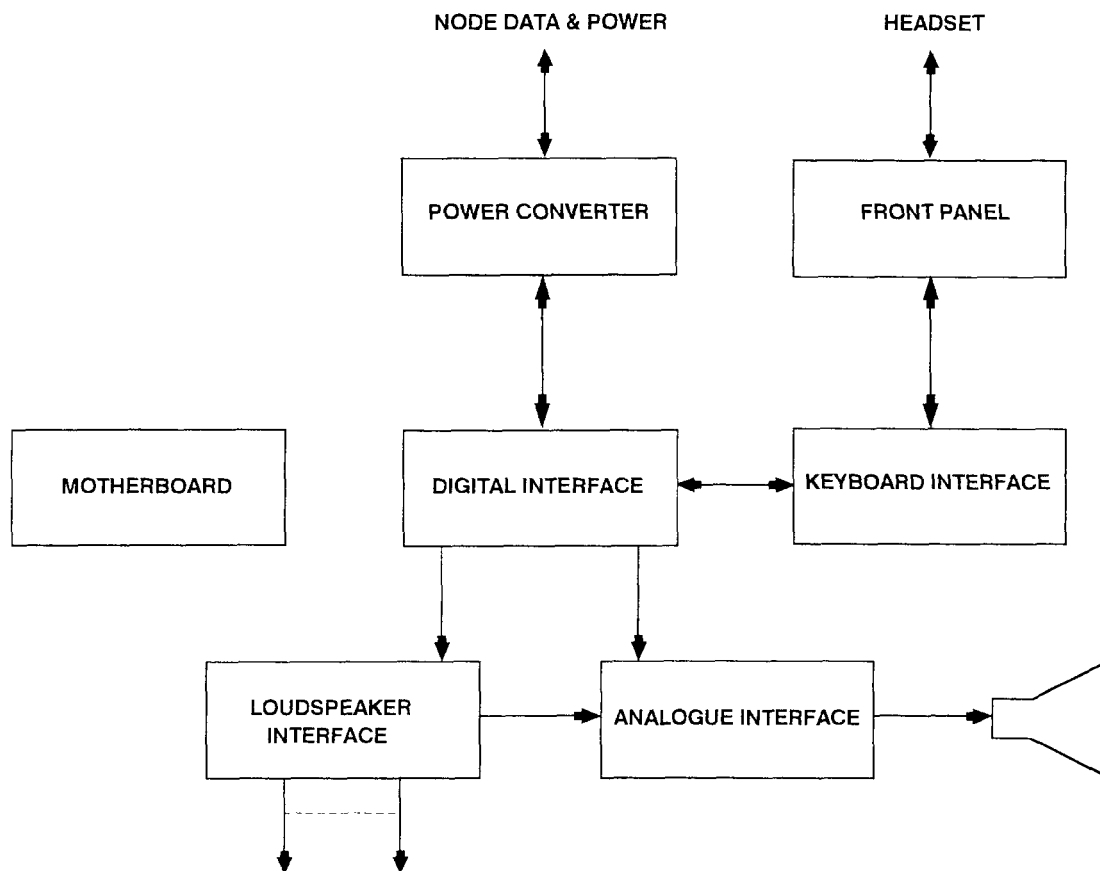 NODE DATA & POWER
HEADSET
POWER CONVERTER
FRONT PANEL
MOTHERBOARD
DIGITAL INTERFACE
KEYBOARD INTERFACE
LOUDSPEAKER
INTERFACE
ANALOGUE INTERFACE